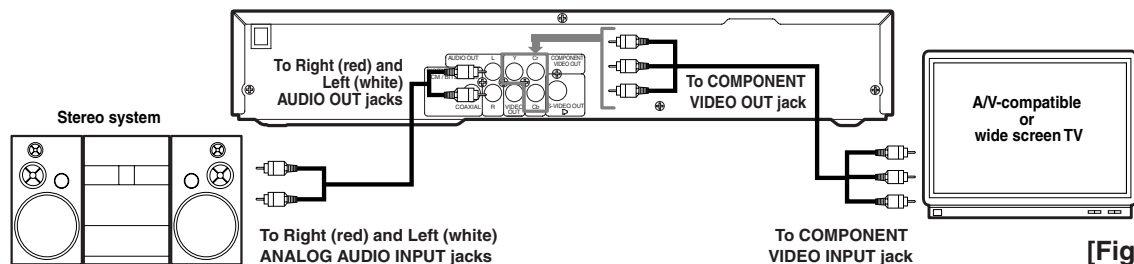 AUDIO OUT
L
Y
Cr
COMPONENT
VIDEO OUT
COAXIAL
R
VIDEO
OUT
Cb
S-VIDEO OUT
To Right (red) and
Left (white)
AUDIO OUT jacks
To COMPONENT
VIDEO OUT jack
A/V-compatible
or
wide screen TV
Stereo system
To Right (red) and Left (white)
ANALOG AUDIO INPUT jacks
To COMPONENT
VIDEO INPUT jack
[Fig